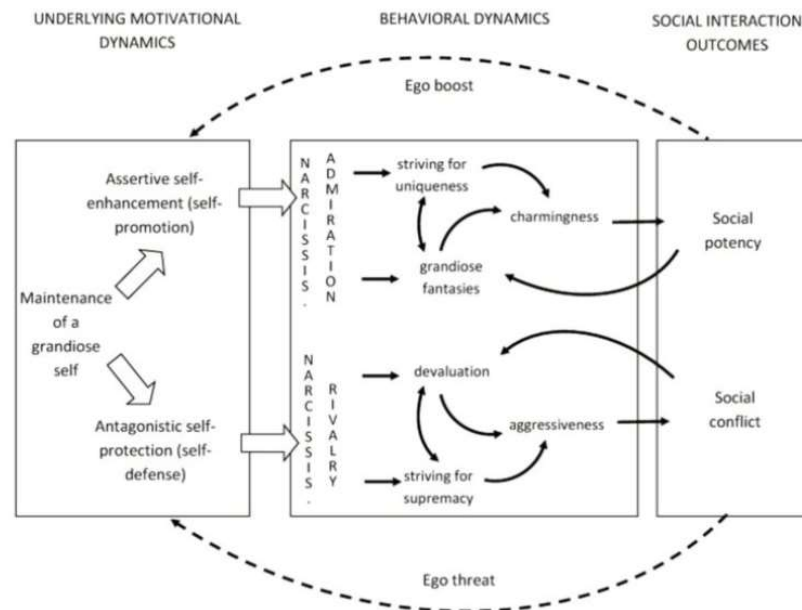 UNDERLYING MOTIVATIONAL
DYNAMICS
BEHAVIORAL DYNAMICS
SOCIAL INTERACTION
OUTCOMES
Ego boost
Assertive self-
enhancement (self-
promotion)
Maintenance
of a
grandiose
self
Antagonistic self-
protection (self-
defense)
NARCISSIS.
ADMIRATION
striving for
uniqueness
charmingness
grandiose
fantasies
NARCISSIS.
RIVALRY
devaluation
aggressiveness
striving for
supremacy
Social
potency
Social
conflict
Ego threat